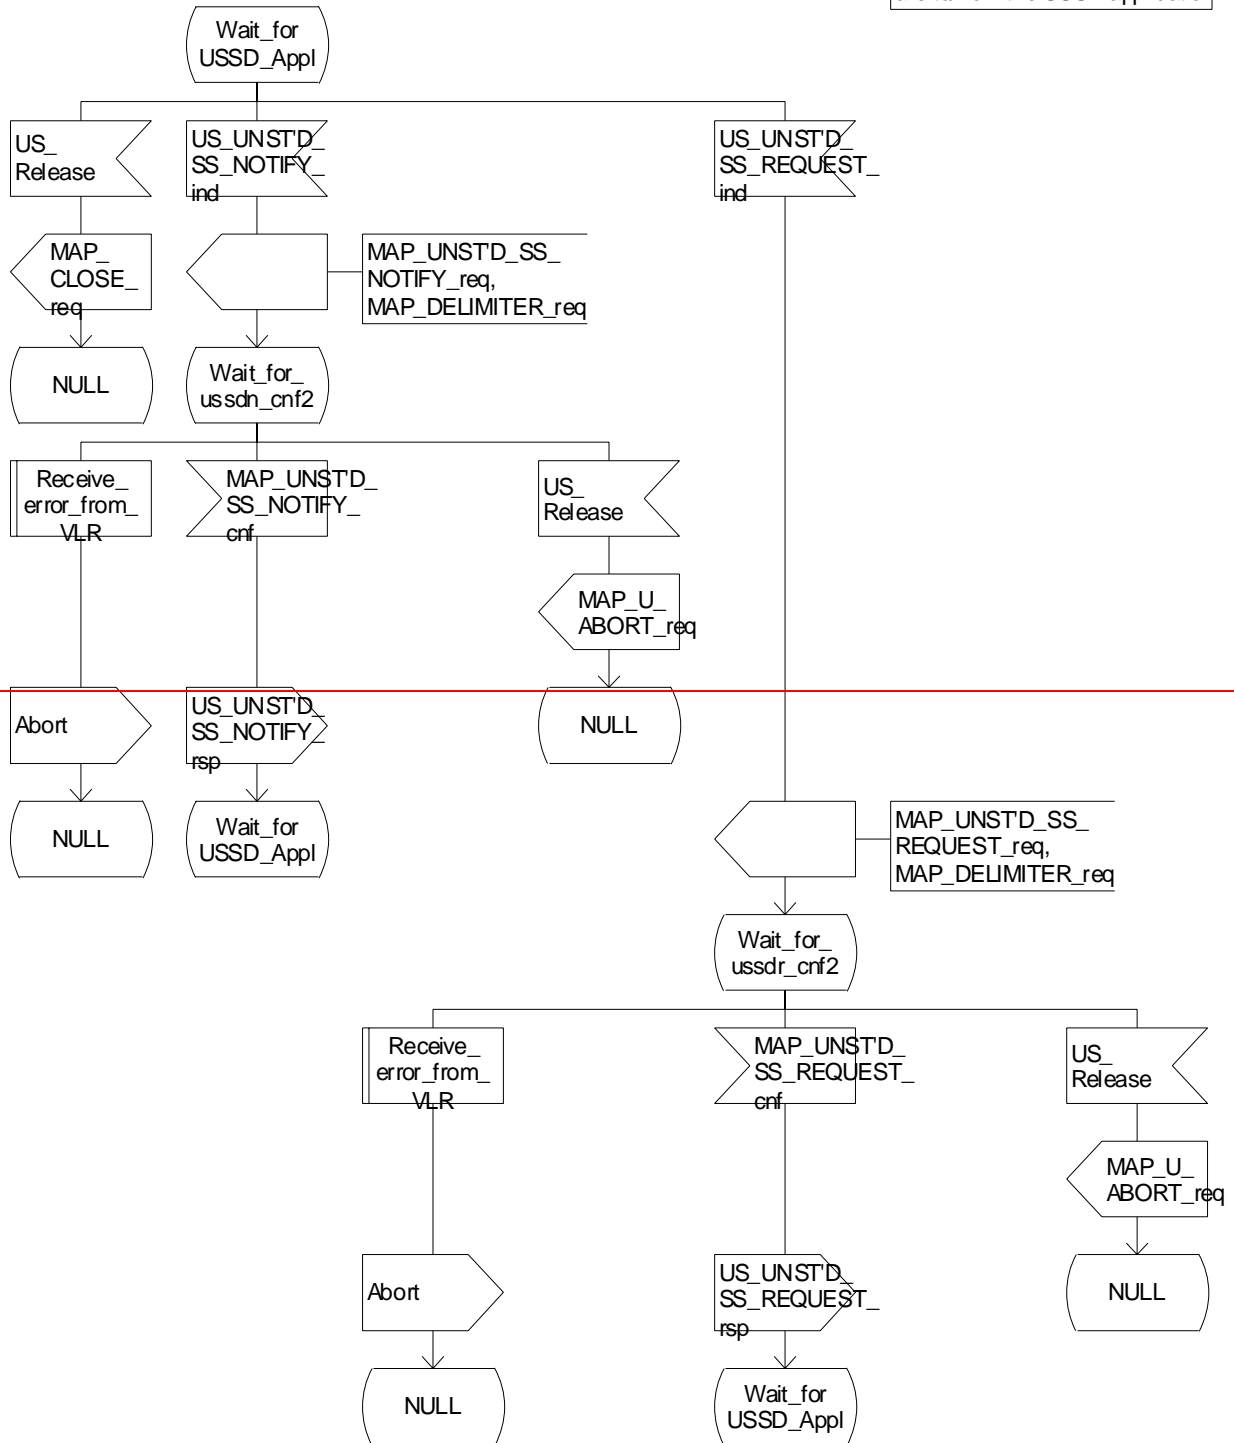 Wait_for
USSD_Appl
US_
Release
US_UNST'D_
SS_NOTIFY_
ind
US_UNST'D_
SS_REQUEST_
ind
MAP_
CLOSE_
req
MAP_UNST'D_SS_
NOTIFY_req,
MAP_DELIMITER_req
NULL
Wait_for_
ussdn_cnf2
Receive_
error_from_
VLR
MAP_UNST'D_
SS_NOTIFY_
cnf
US_
Release
MAP_U_
ABORT_req
Abort
US_UNST'D_
SS_NOTIFY_
rsp
NULL
NULL
Wait_for
USSD_Appl
MAP_UNST'D_SS_
REQUEST_req,
MAP_DELIMITER_req
Wait_for_
ussdr_cnf2
Receive_
error_from_
VLR
MAP_UNST'D_
SS_REQUEST_
cnf
US_
Release
MAP_U_
ABORT_req
Abort
US_UNST'D_
SS_REQUEST_
rsp
NULL
NULL
Wait_for
USSD_Appl